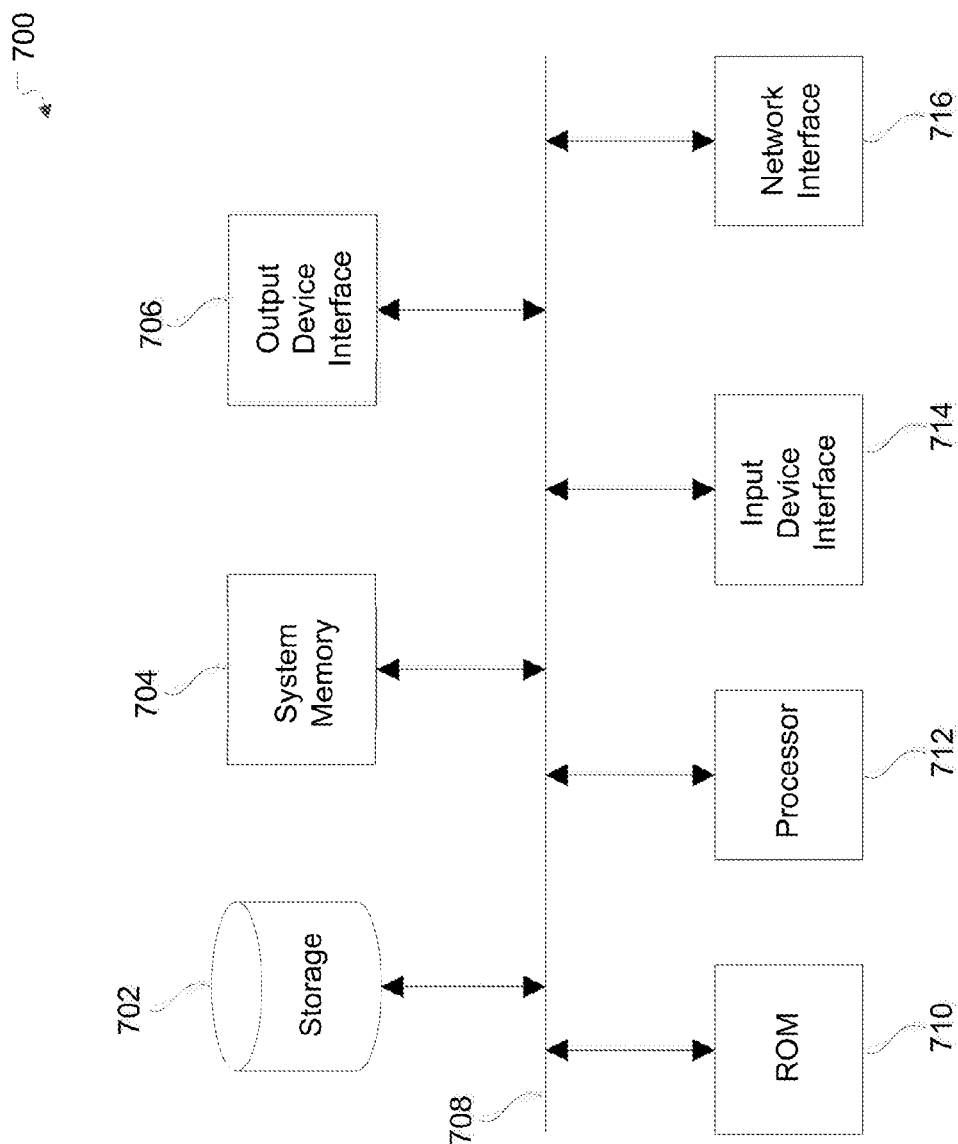 700
702
Storage
704
System
Memory
706
Output
Device
Interface
708
ROM
710
Processor
712
Input
Device
Interface
714
Network
Interface
716